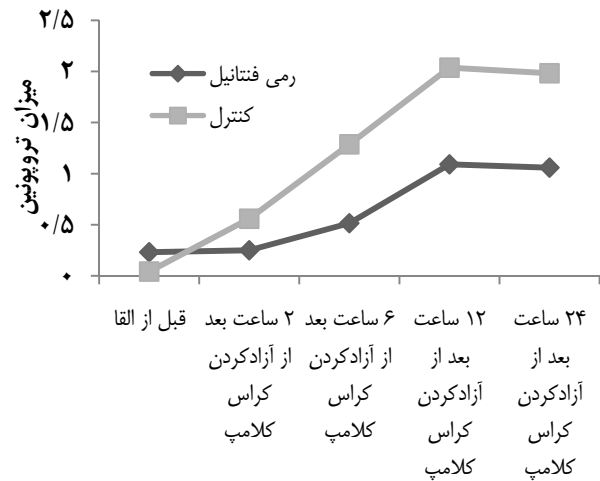 میزان تروپونین
۲/۵
۲
۱/۵
۱
۰/۵
۰
رمی فنتانیل
کنترل
قبل از القا
۲ ساعت بعد
از آزادکردن
کراس
کلامپ
۶ ساعت بعد
از آزادکردن
کراس
کلامپ
۱۲ ساعت
بعد از
آزادکردن
کراس
کلامپ
۲۴ ساعت
بعد از
آزادکردن
کراس
کلامپ